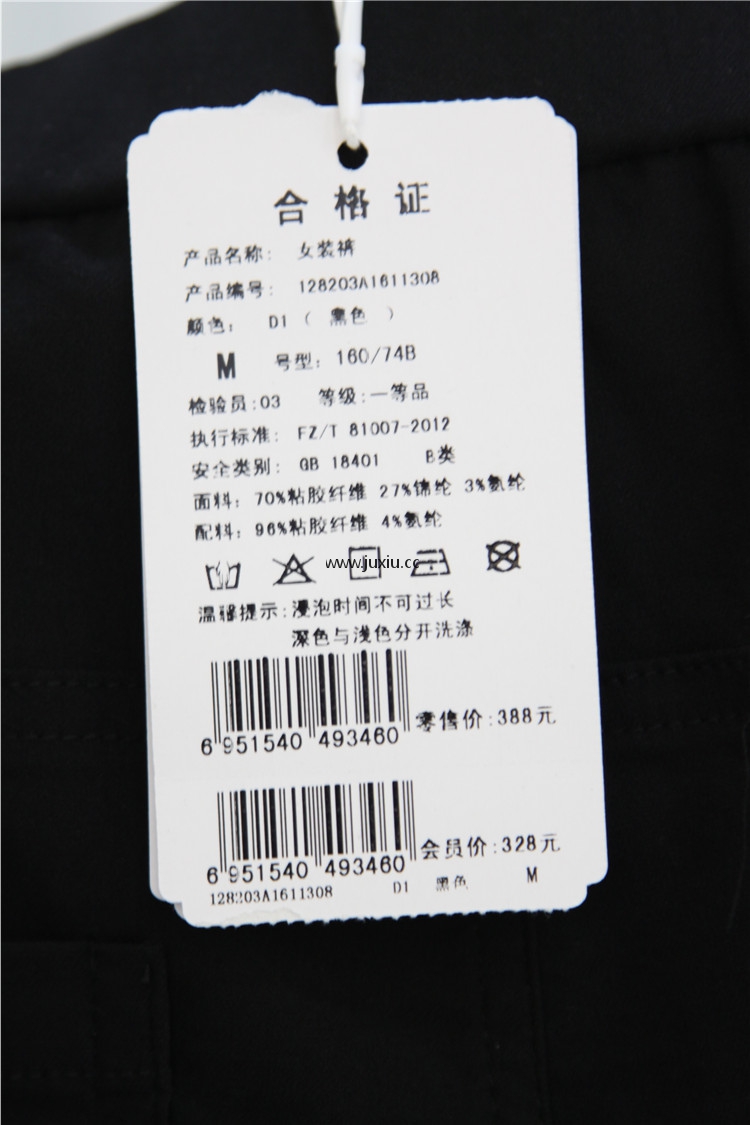 合格证
产品名称: 女装裤
产品编号: 128203A1611308
颜色: D1 ( 黑色 )
M 号型: 160/74B
检验员:03 等级:一等品
执行标准: FZ/T 81007-2012
安全类别: GB 18401 B类
面料: 70%粘胶纤维 27%锦纶 3%氨纶
配料: 96%粘胶纤维 4%氨纶
www.juxiu.cc
温馨提示:浸泡时间不可过长
深色与浅色分开洗涤
6 951540 493460 零售价:388元
6 951540 493460 会员价:328元
128203A1611308 D1 黑色 M